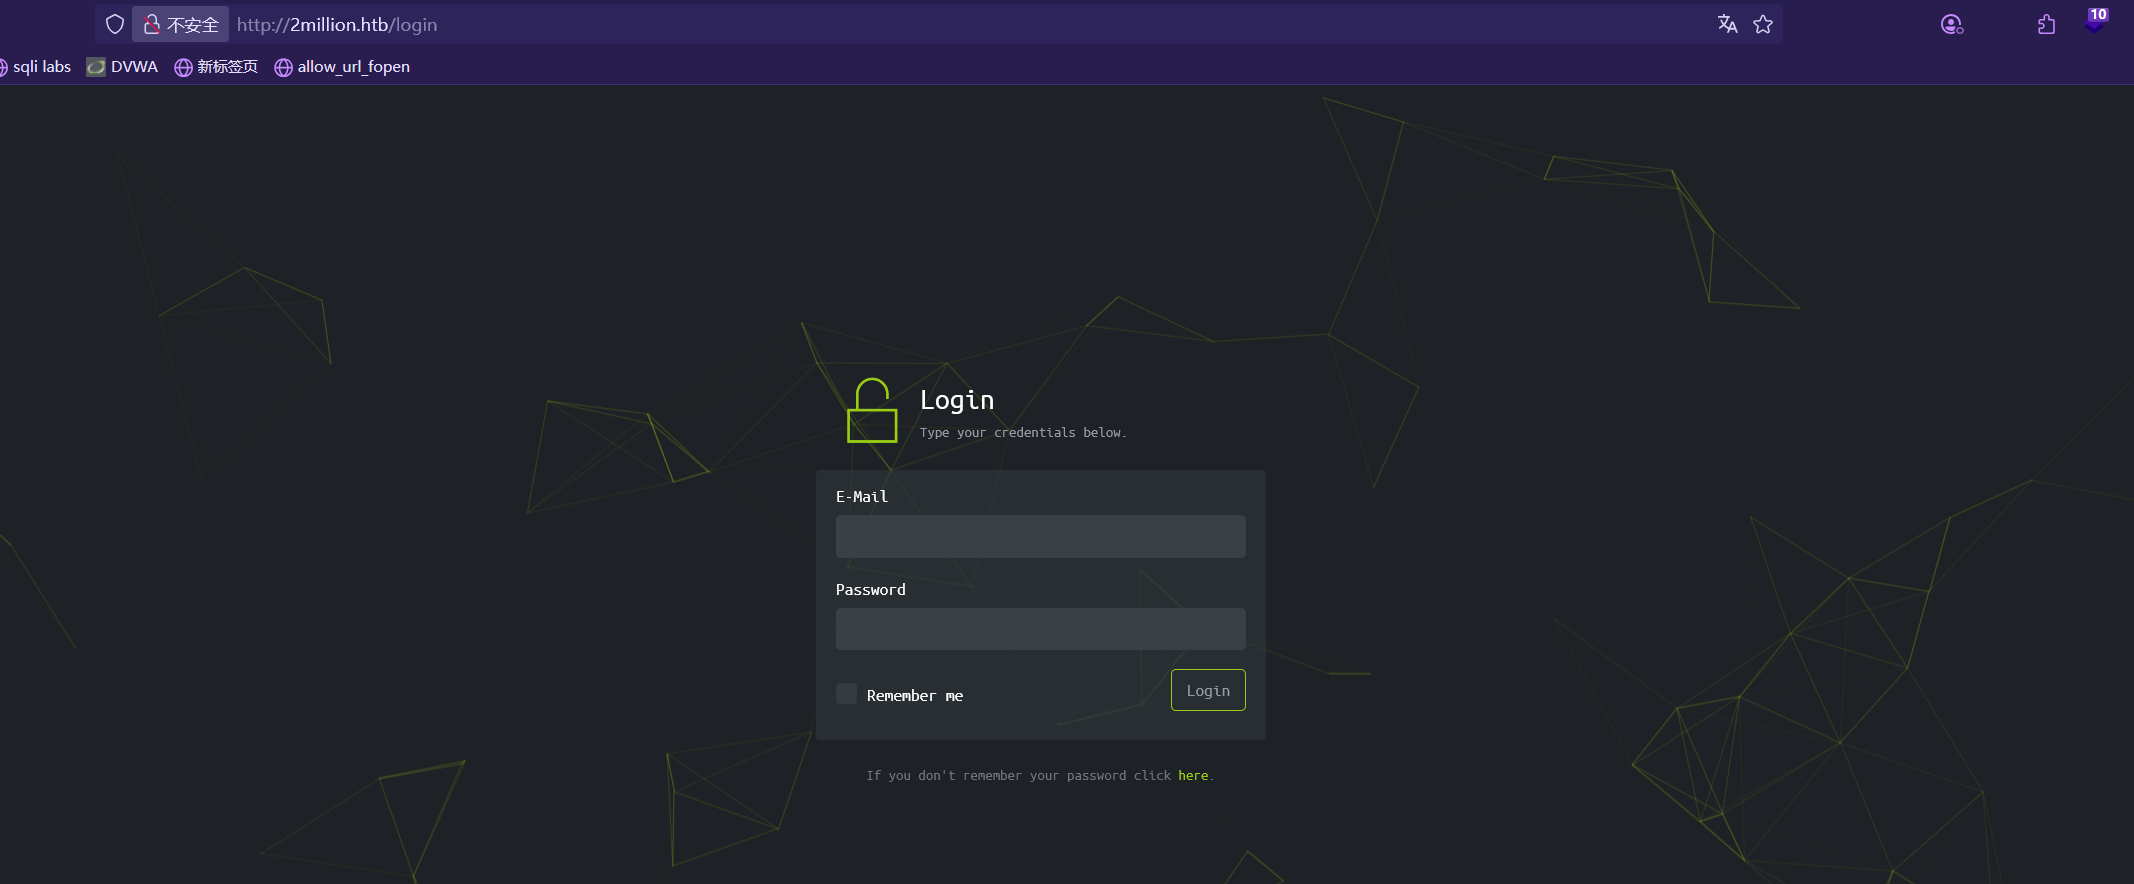 不安全 http://2million.htb/login 10
sqli labs DVWA 新标签页 allow_url_fopen
Login
Type your credentials below.
E-Mail
Password
Remember me Login
If you don't remember your password click here.